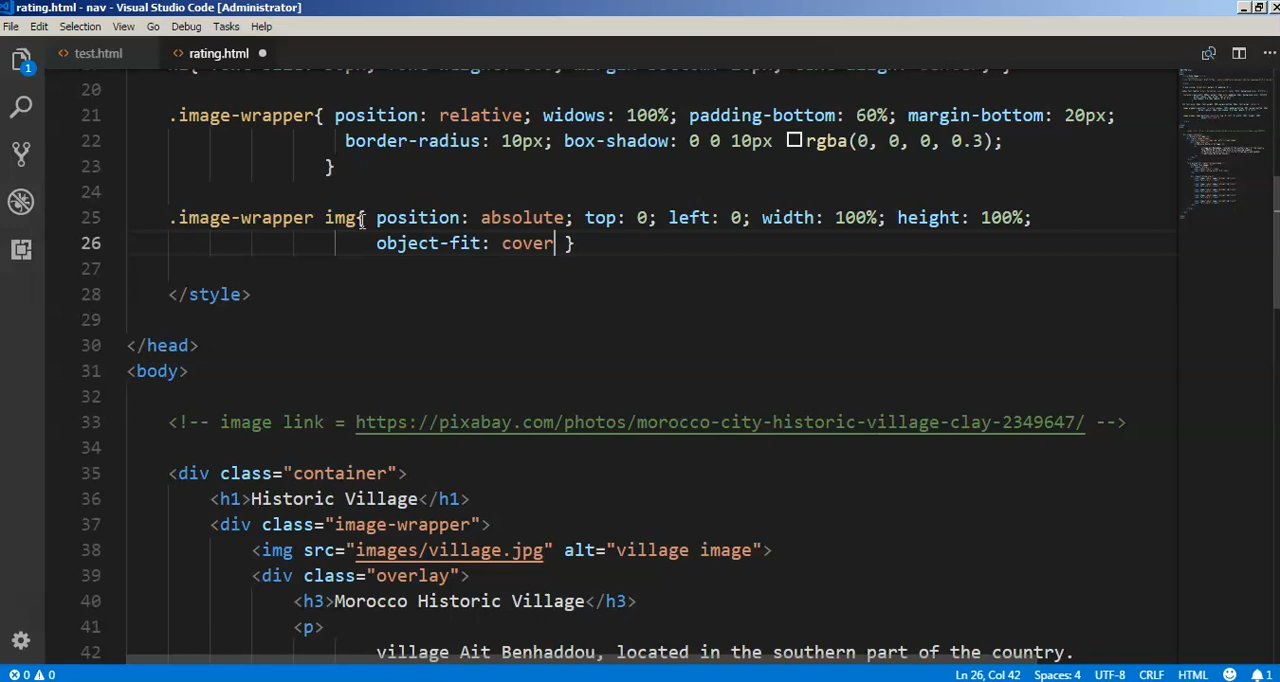 rating.html - nav - Visual Studio Code [Administrator]
File Edit Selection View Go Debug Tasks Help
test.html rating.html
1
20
21 .image-wrapper{ position: relative; widows: 100%; padding-bottom: 60%; margin-bottom: 20px;
22 border-radius: 10px; box-shadow: 0 0 10px rgba(0, 0, 0, 0.3);
23 }
24
25 .image-wrapper img{ position: absolute; top: 0; left: 0; width: 100%; height: 100%;
26 object-fit: cover }
27
28 </style>
29
30 </head>
31 <body>
32
33 <!-- image link = https://pixabay.com/photos/morocco-city-historic-village-clay-2349647/ -->
34
35 <div class="container">
36 <h1>Historic Village</h1>
37 <div class="image-wrapper">
38 <img src="images/village.jpg" alt="village image">
39 <div class="overlay">
40 <h3>Morocco Historic Village</h3>
41 <p>
42 village Ait Benhaddou, located in the southern part of the country.
0 0 Ln 26, Col 42 Spaces: 4 UTF-8 CRLF HTML 1